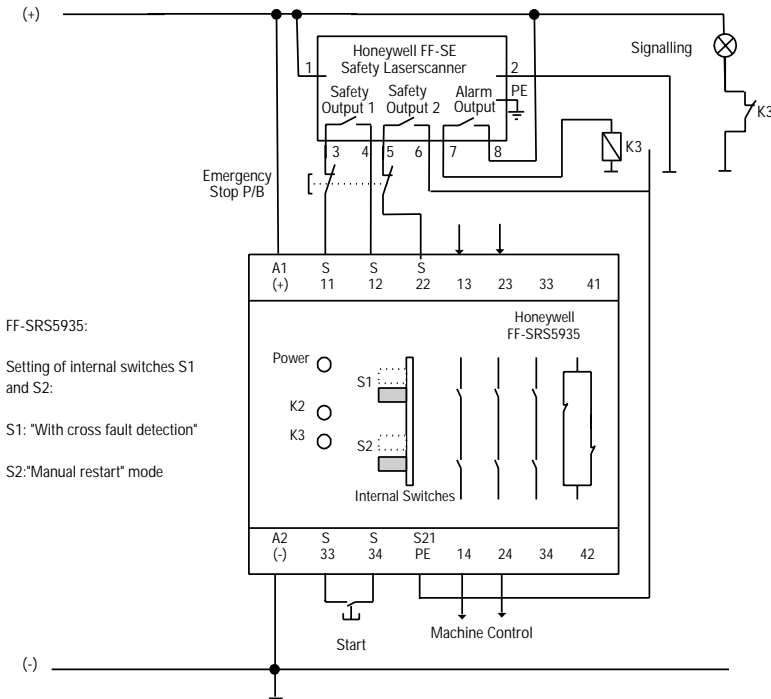 (+)
Honeywell FF-SE
Safety Laserscanner
Signalling
1
2
Safety
Output 1
Safety
Output 2
Alarm
Output
PE
K3
3
4
5
6
7
8
K3
Emergency
Stop P/B
A1
(+)
S
11
S
12
S
22
13
23
33
41
FF-SRS5935:
Setting of internal switches S1
and S2:
S1: "With cross fault detection"
S2:"Manual restart" mode
Honeywell
FF-SRS5935
Power
K2
K3
S1
S2
Internal Switches
A2
(-)
S
33
S
34
S21
PE
14
24
34
42
Start
Machine Control
(-)